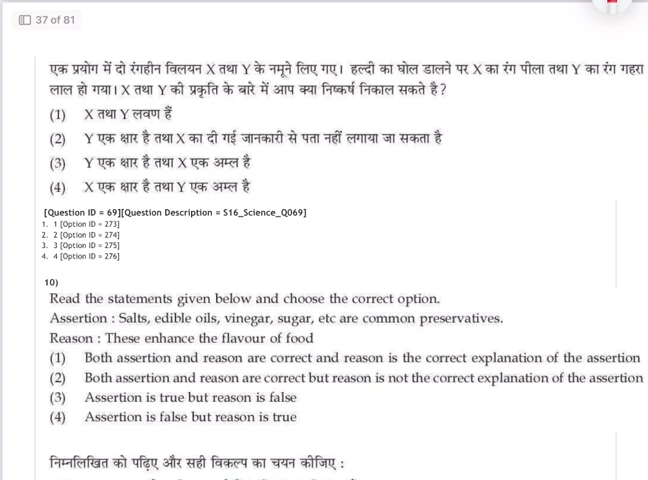 37 of 81
एक प्रयोग में दो रंगहीन विलयन X तथा Y के नमूने लिए गए। हल्दी का घोल डालने पर X का रंग पीला तथा Y का रंग गहरा
लाल हो गया। X तथा Y की प्रकृति के बारे में आप क्या निष्कर्ष निकाल सकते है?
(1) X तथा Y लवण हैं
(2) Y एक क्षार है तथा X का दी गई जानकारी से पता नहीं लगाया जा सकता है
(3) Y एक क्षार है तथा X एक अम्ल है
(4) X एक क्षार है तथा Y एक अम्ल है
[Question ID = 69][Question Description = S16_Science_Q069]
1. 1 [Option ID = 273]
2. 2 [Option ID = 274]
3. 3 [Option ID = 275]
4. 4 [Option ID = 276]
10)
Read the statements given below and choose the correct option.
Assertion : Salts, edible oils, vinegar, sugar, etc are common preservatives.
Reason : These enhance the flavour of food
(1) Both assertion and reason are correct and reason is the correct explanation of the assertion
(2) Both assertion and reason are correct but reason is not the correct explanation of the assertion
(3) Assertion is true but reason is false
(4) Assertion is false but reason is true
निम्नलिखित को पढ़िए और सही विकल्प का चयन कीजिए :